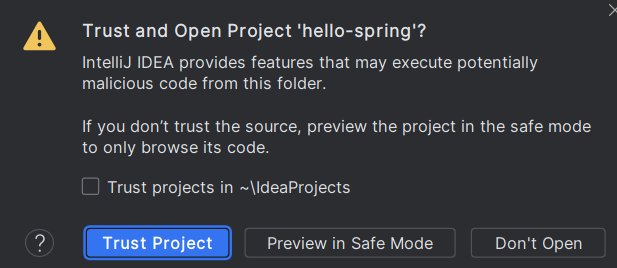 Trust and Open Project 'hello-spring'?
IntelliJ IDEA provides features that may execute potentially
malicious code from this folder.
If you don’t trust the source, preview the project in the safe mode
to only browse its code.
Trust projects in ~\IdeaProjects
? Trust Project Preview in Safe Mode Don't Open